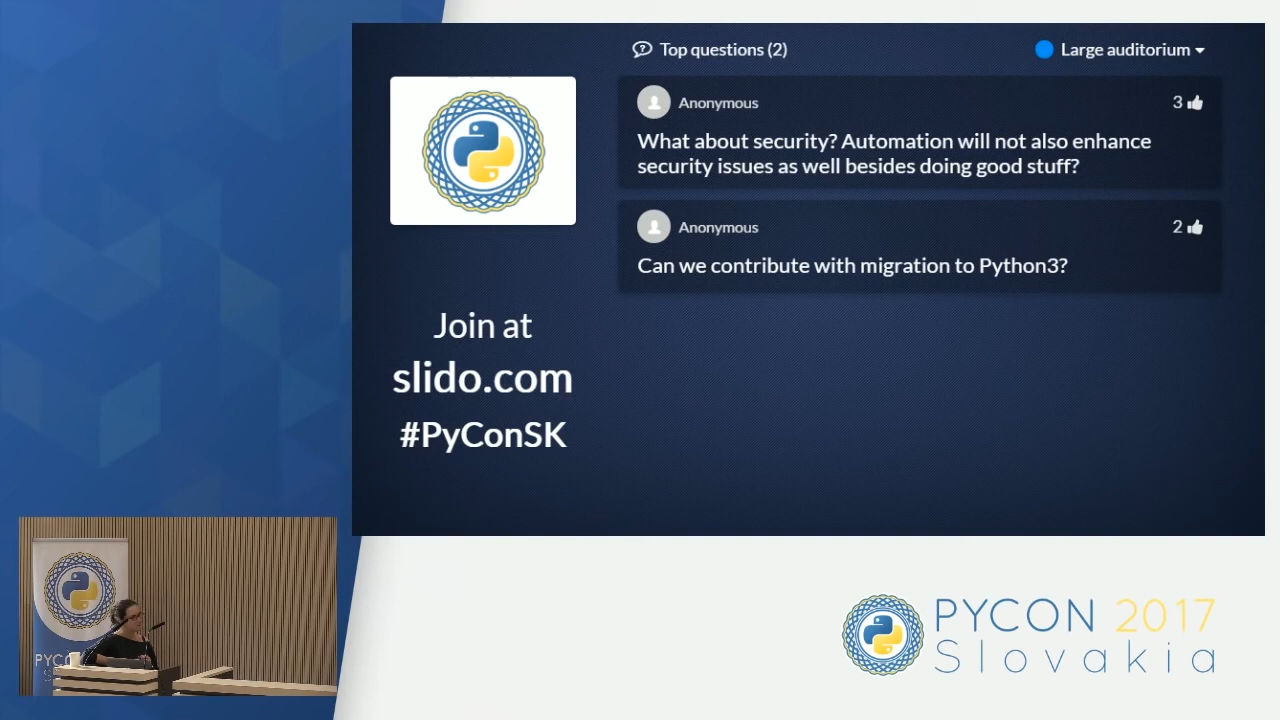 Top questions (2)
Large auditorium
Anonymous
3
What about security? Automation will not also enhance
security issues as well besides doing good stuff?
Anonymous
2
Can we contribute with migration to Python3?
Join at
slido.com
#PyConSK
PYCON 2017
Slovakia